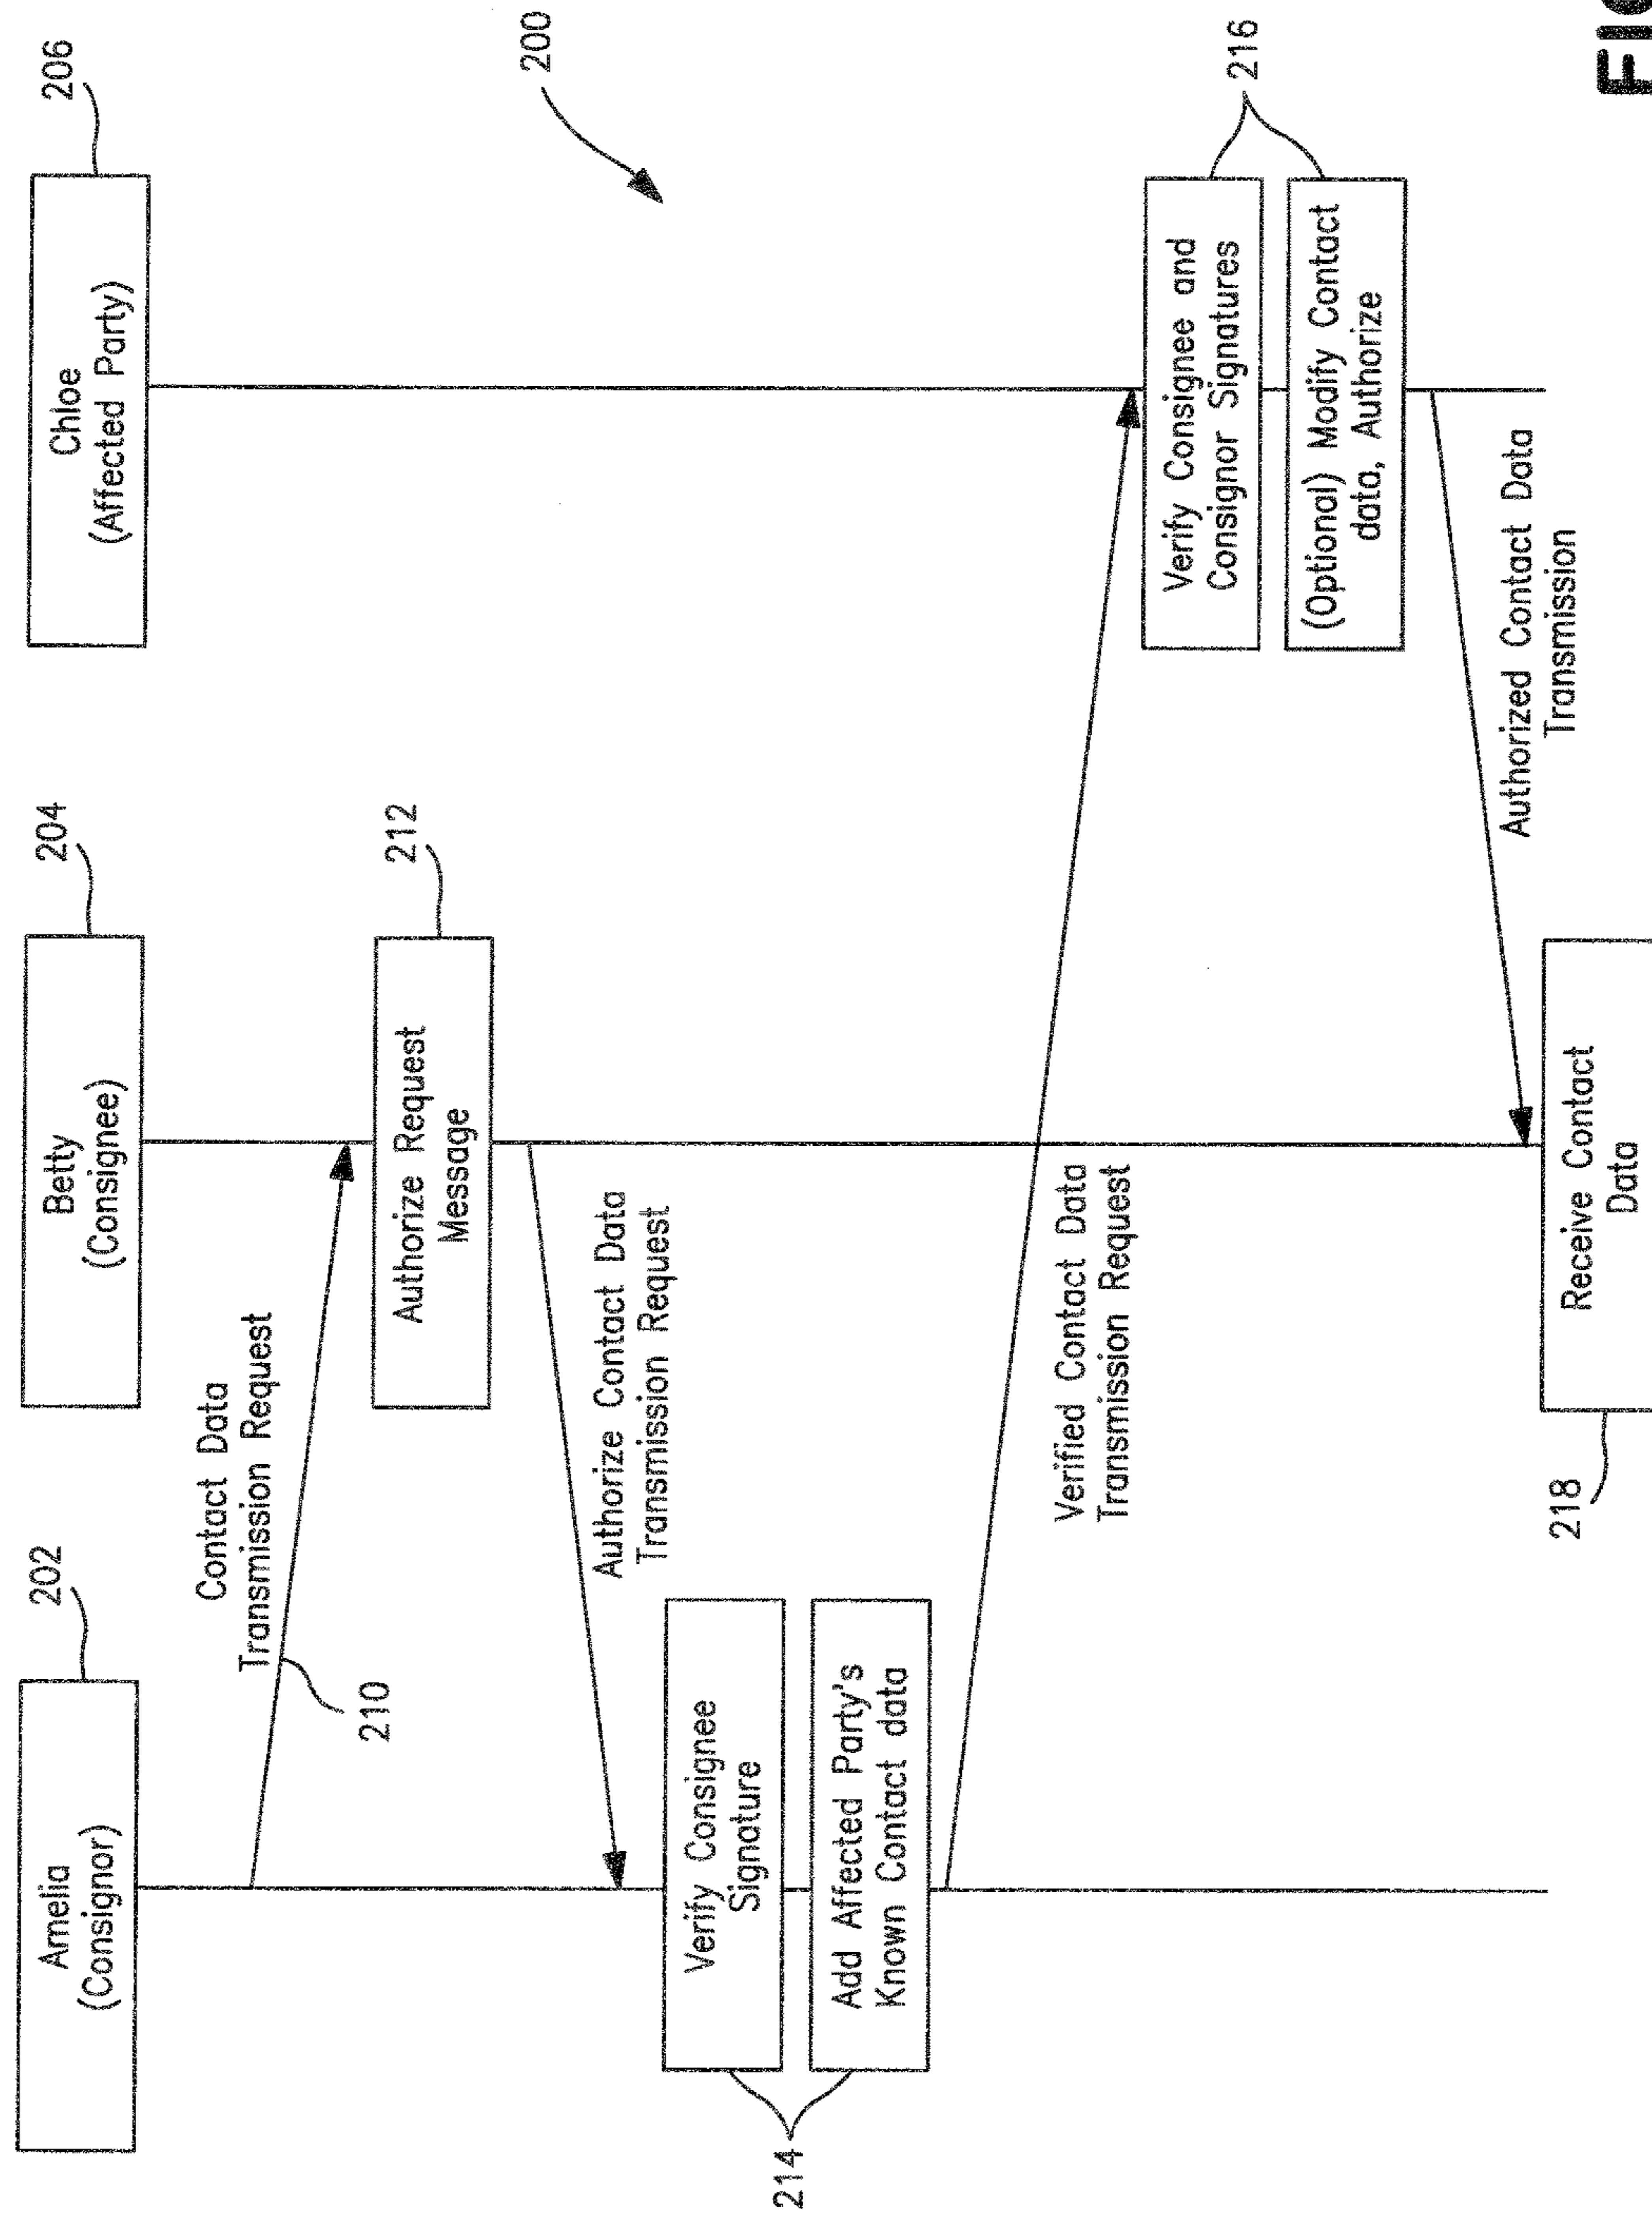 206
Chloe
(Affected Party)
200
204
Betty
(Consignee)
202
Amelia
(Consignor)
Contact Data
Transmission Request
210
212
Authorize Request
Message
Authorize Contact Data
Transmission Request
Verify Consignee
Signature
Add Affected Party's
Known Contact data
214
Verified Contact Data
Transmission Request
216
Verify Consignee and
Consignor Signatures
(Optional) Modify Contact
data, Authorize
Authorized Contact Data
Transmission
Receive Contact
Data
218